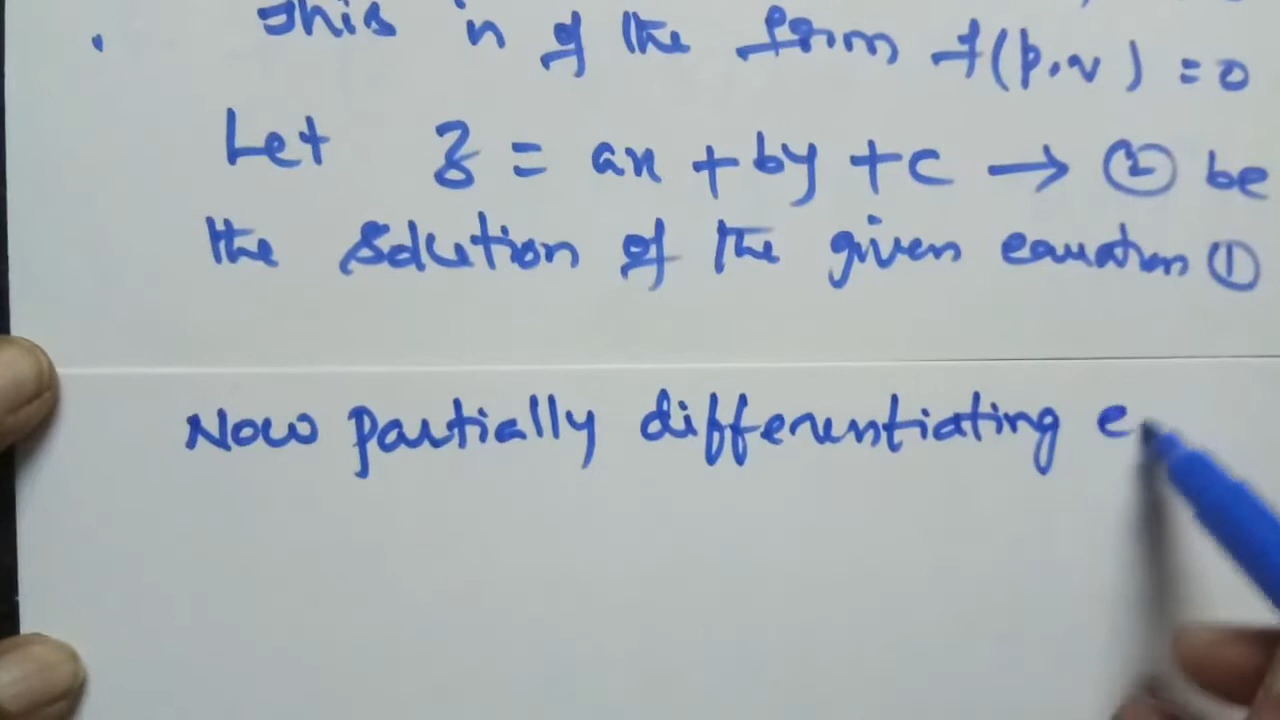 This is of the form f(p,q) = 0
Let z = ax + by + c → ② be
the solution of the given equation ①
Now partially differentiating e